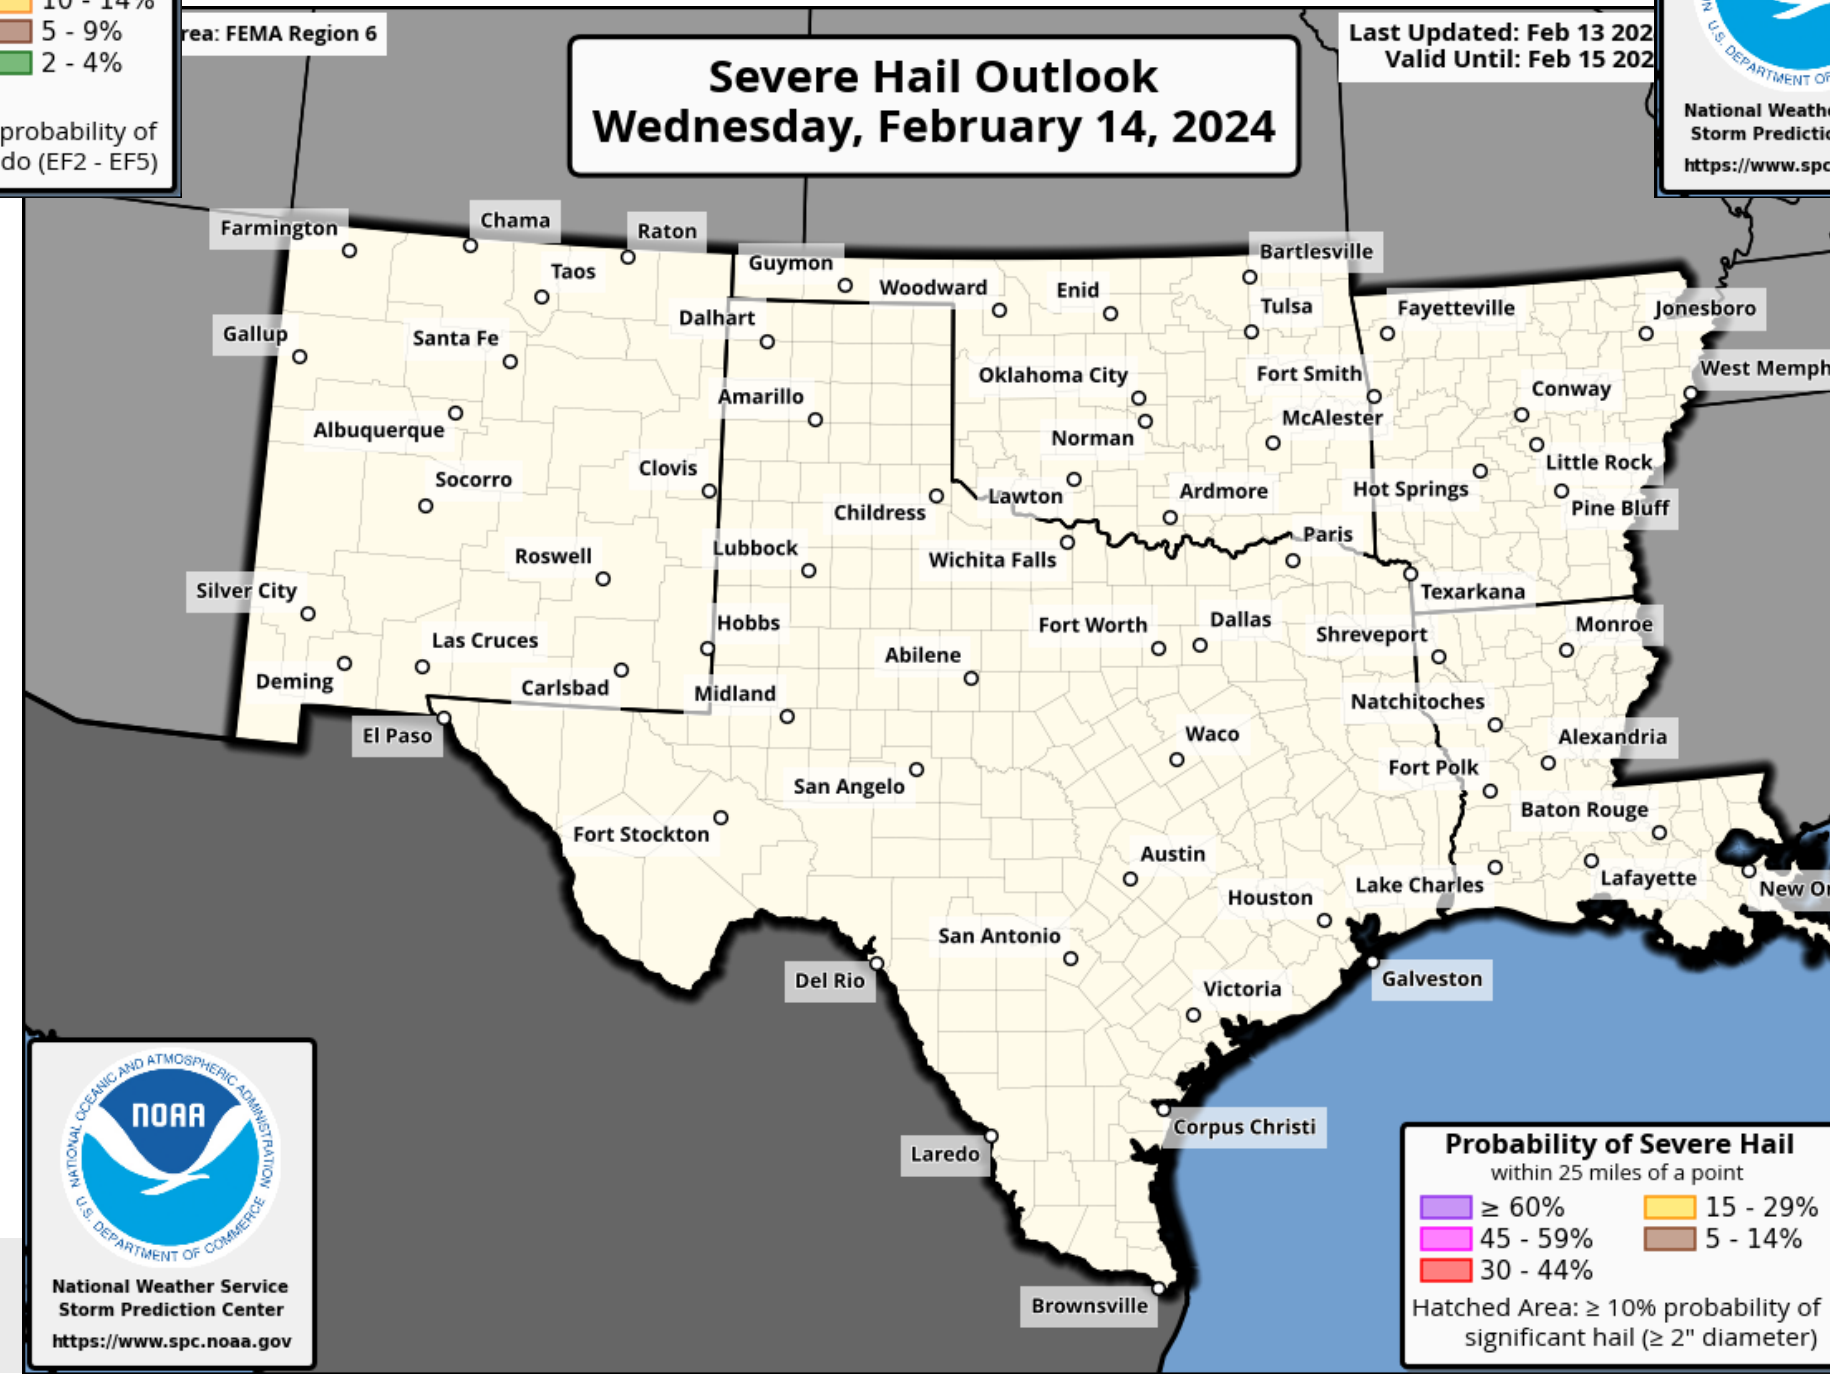 10 - 14%
5 - 9%
2 - 4%
probability of
do (EF2 - EF5)
rea: FEMA Region 6
Severe Hail Outlook
Wednesday, February 14, 2024
Last Updated: Feb 13 202
Valid Until: Feb 15 202
U.S. DEPARTMENT OF
National Weathe
Storm Predictio
https://www.spc
Farmington
Chama
Raton
Guymon
Bartlesville
Taos
Woodward
Enid
Tulsa
Fayetteville
Jonesboro
Gallup
Santa Fe
Dalhart
Oklahoma City
Fort Smith
West Memph
Amarillo
Conway
Albuquerque
Norman
McAlester
Little Rock
Socorro
Clovis
Childress
Lawton
Ardmore
Hot Springs
Pine Bluff
Roswell
Lubbock
Wichita Falls
Paris
Silver City
Texarkana
Las Cruces
Hobbs
Abilene
Fort Worth
Dallas
Shreveport
Monroe
Deming
Carlsbad
Midland
Natchitoches
El Paso
Waco
Alexandria
San Angelo
Fort Polk
Fort Stockton
Baton Rouge
Austin
Houston
Lake Charles
Lafayette
New Or
San Antonio
Del Rio
Victoria
Galveston
Laredo
Corpus Christi
Brownsville
NATIONAL OCEANIC AND ATMOSPHERIC ADMINISTRATION
NOAA
U.S. DEPARTMENT OF COMMERCE
National Weather Service
Storm Prediction Center
https://www.spc.noaa.gov
Probability of Severe Hail
within 25 miles of a point
≥ 60%
15 - 29%
45 - 59%
5 - 14%
30 - 44%
Hatched Area: ≥ 10% probability of
significant hail (≥ 2" diameter)